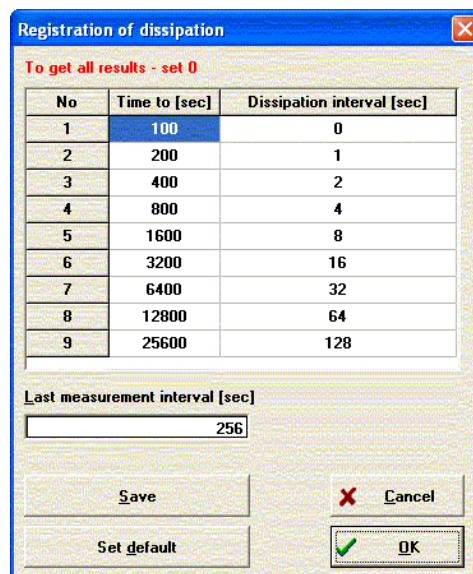 Registration of dissipation
To get all results - set 0
No Time to [sec] Dissipation interval [sec]
1 100 0
2 200 1
3 400 2
4 800 4
5 1600 8
6 3200 16
7 6400 32
8 12800 64
9 25600 128
Last measurement interval [sec]
256
Save Cancel
Set default OK